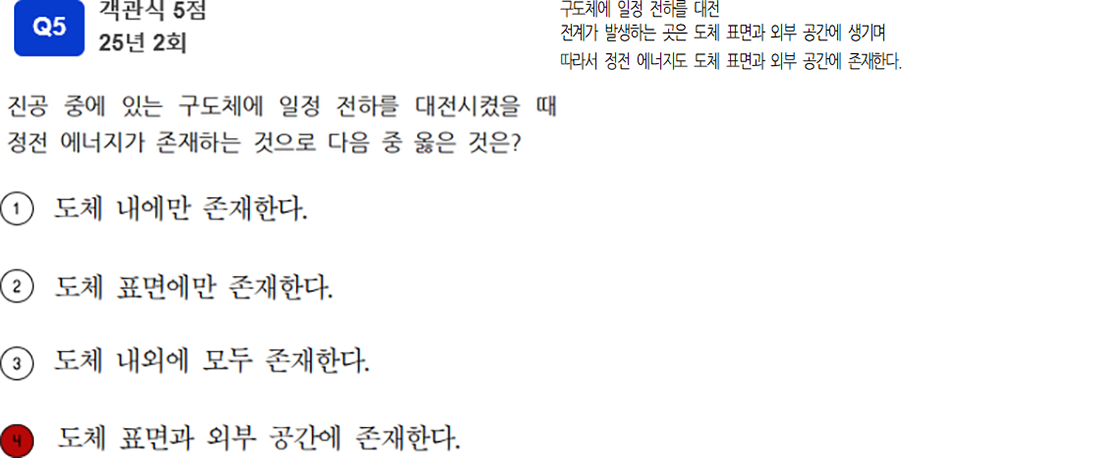 Q5
객관식 5점
25년 2회
진공 중에 있는 구도체에 일정 전하를 대전시켰을 때
정전 에너지가 존재하는 것으로 다음 중 옳은 것은?
1 도체 내에만 존재한다.
2 도체 표면에만 존재한다.
3 도체 내외에 모두 존재한다.
4 도체 표면과 외부 공간에 존재한다.
구도체에 일정 전하를 대전
전계가 발생하는 곳은 도체 표면과 외부 공간에 생기며
따라서 정전 에너지도 도체 표면과 외부 공간에 존재한다.